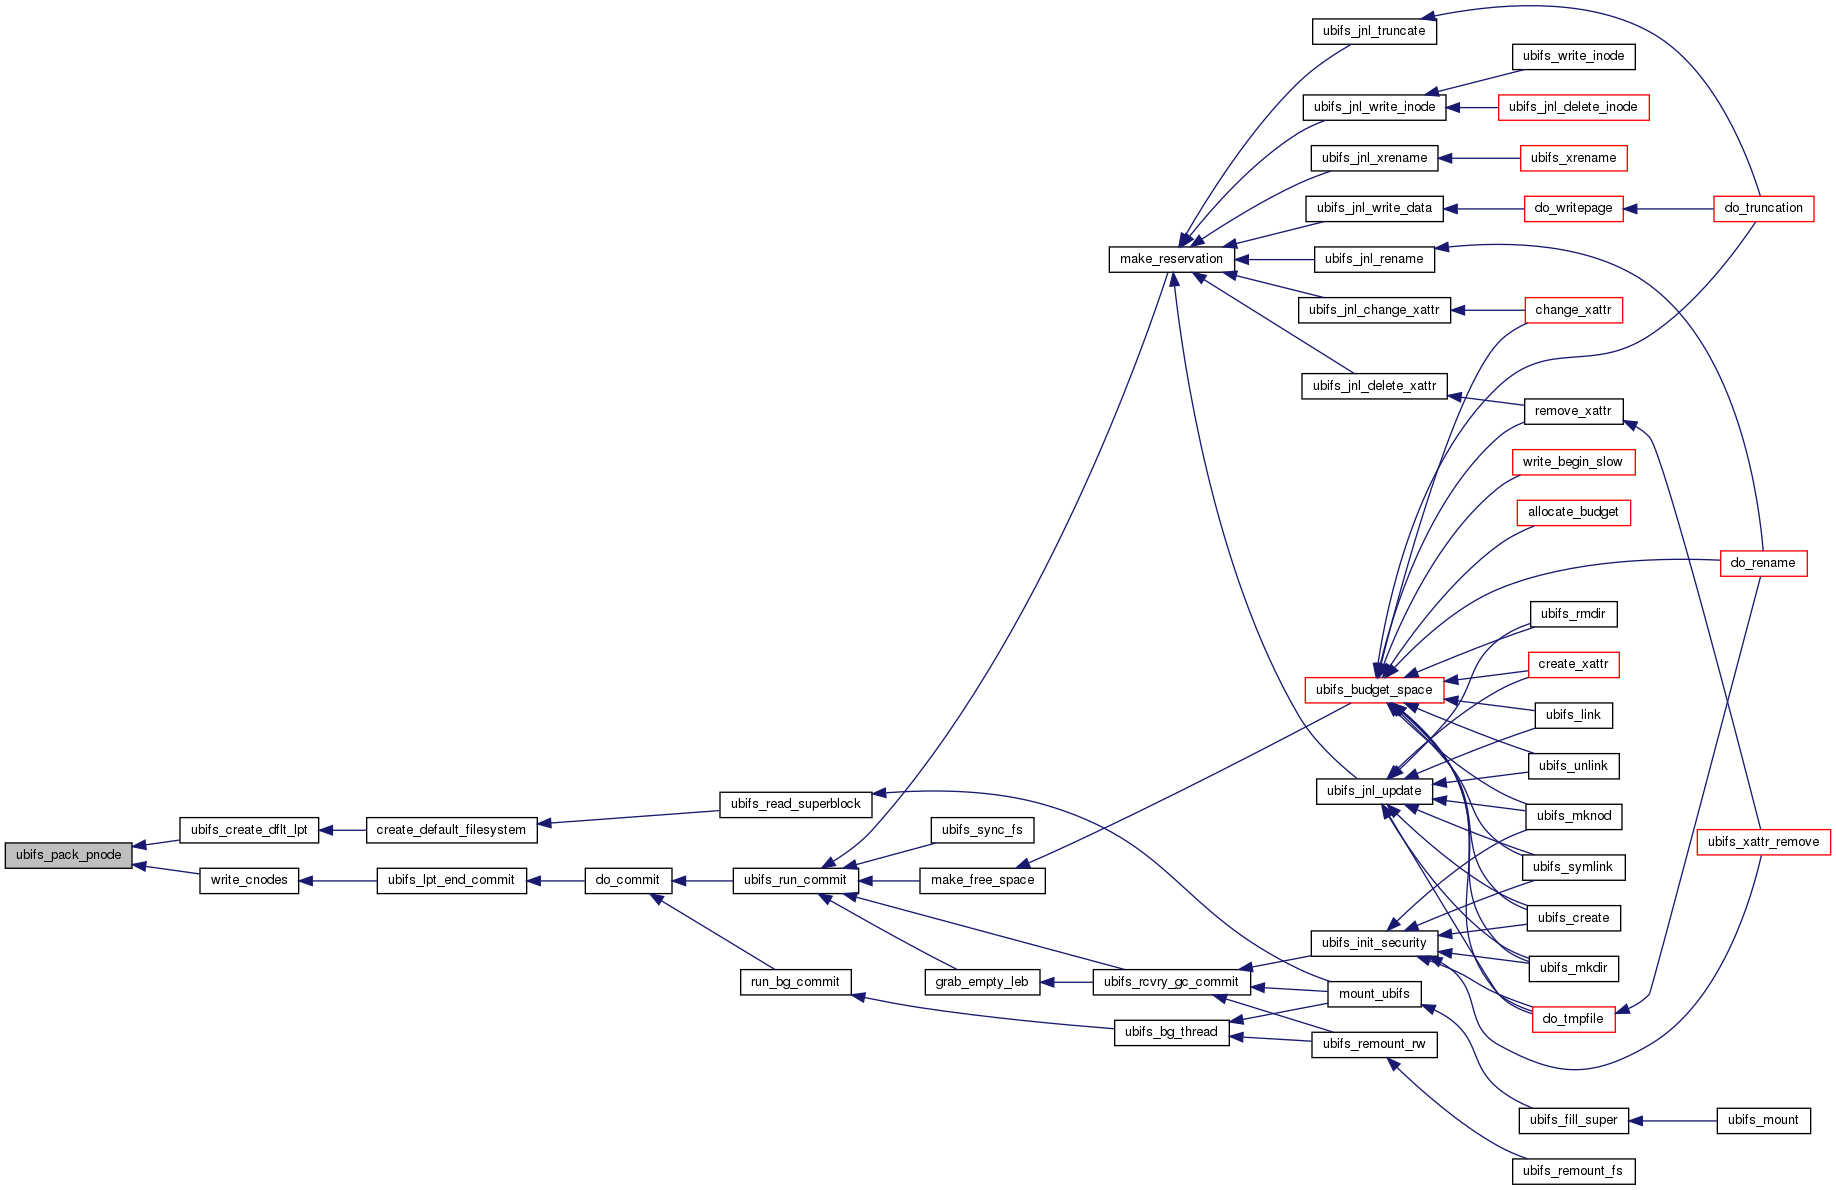 ubifs_jnl_truncate
ubifs_write_inode
ubifs_jnl_write_inode
ubifs_jnl_delete_inode
ubifs_jnl_xrename
ubifs_xrename
ubifs_jnl_write_data
do_writepage
do_truncation
make_reservation
ubifs_jnl_rename
ubifs_jnl_change_xattr
change_xattr
ubifs_jnl_delete_xattr
remove_xattr
write_begin_slow
allocate_budget
do_rename
ubifs_rmdir
create_xattr
ubifs_budget_space
ubifs_link
ubifs_unlink
ubifs_jnl_update
ubifs_read_superblock
ubifs_mknod
ubifs_create_dflt_lpt
create_default_filesystem
ubifs_sync_fs
ubifs_xattr_remove
ubifs_pack_pnode
ubifs_symlink
write_cnodes
ubifs_lpt_end_commit
do_commit
ubifs_run_commit
make_free_space
ubifs_create
ubifs_init_security
ubifs_mkdir
run_bg_commit
grab_empty_leb
ubifs_rcvry_gc_commit
mount_ubifs
do_tmpfile
ubifs_bg_thread
ubifs_remount_rw
ubifs_fill_super
ubifs_mount
ubifs_remount_fs